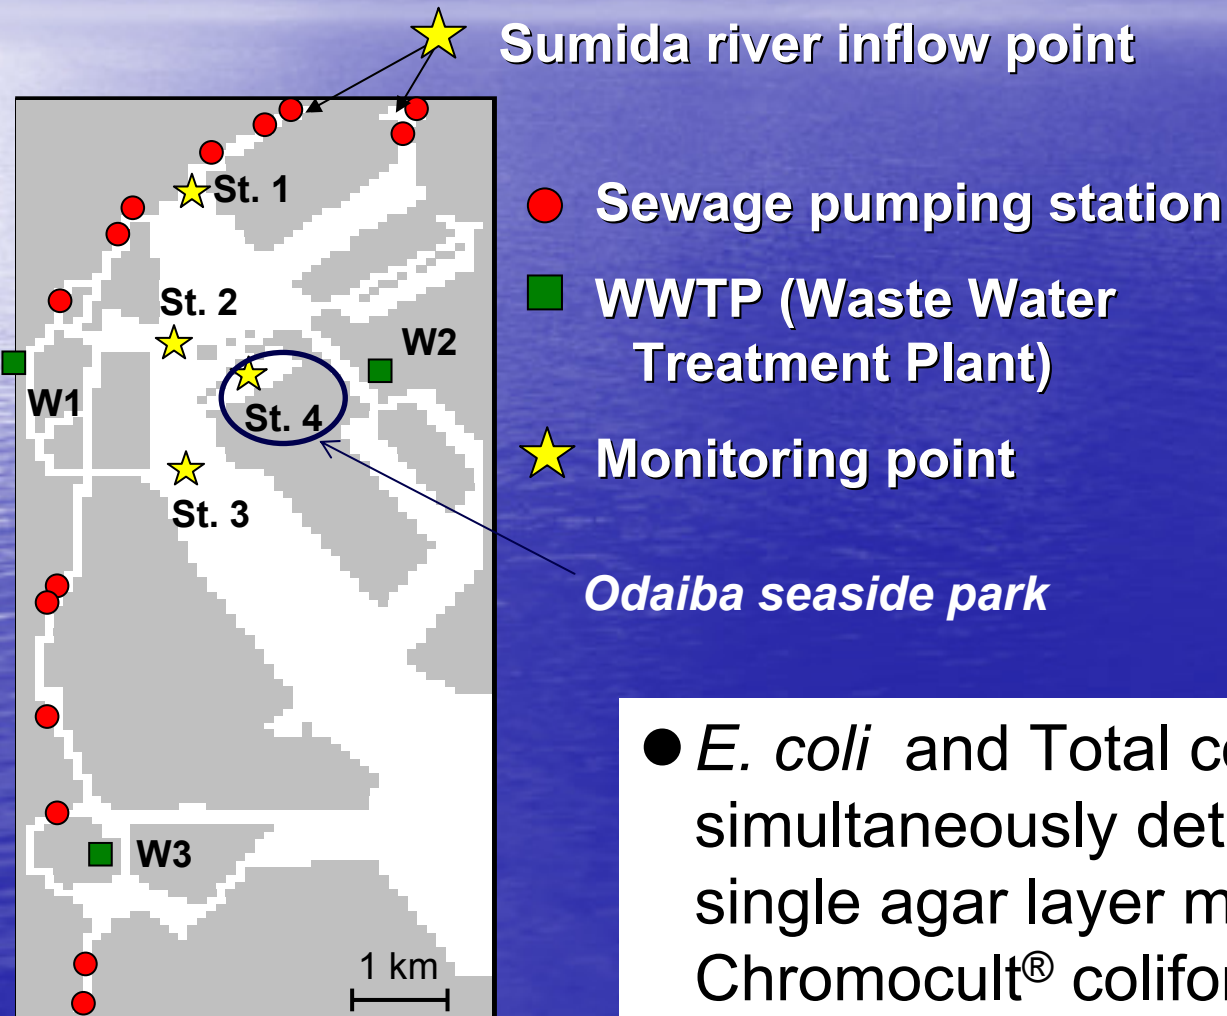 Sumida river inflow point
St. 1
Sewage pumping station
St. 2
WWTP (Waste Water
Treatment Plant)
W2
W1
St. 4
Monitoring point
St. 3
Odaiba seaside park
● E. coli and Total
simultaneously
single agar layer
Chromocult®
W3
1 km